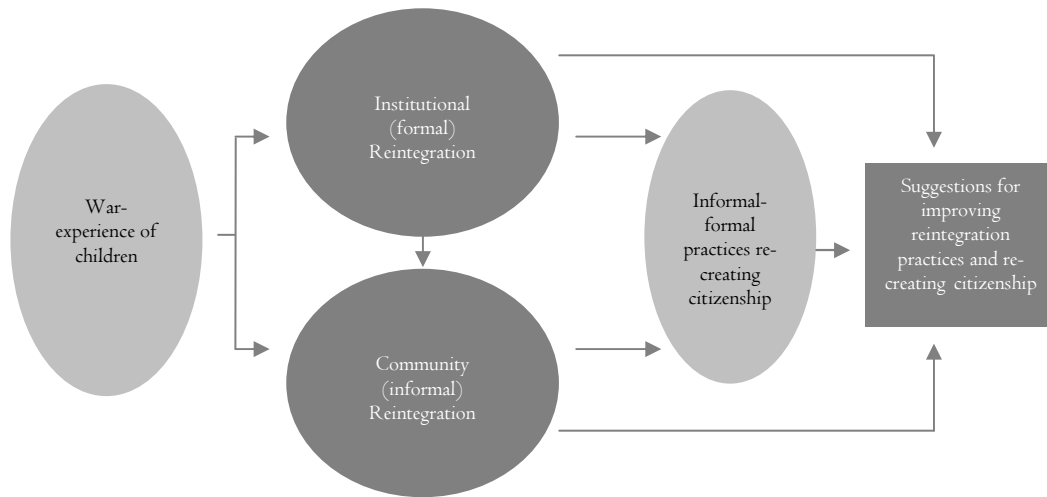 War-
experience of
children
Institutional
(formal)
Reintegration
Community
(informal)
Reintegration
Informal-
formal
practices re-
creating
citizenship
Suggestions for
improving
reintegration
practices and re-
creating citizenship